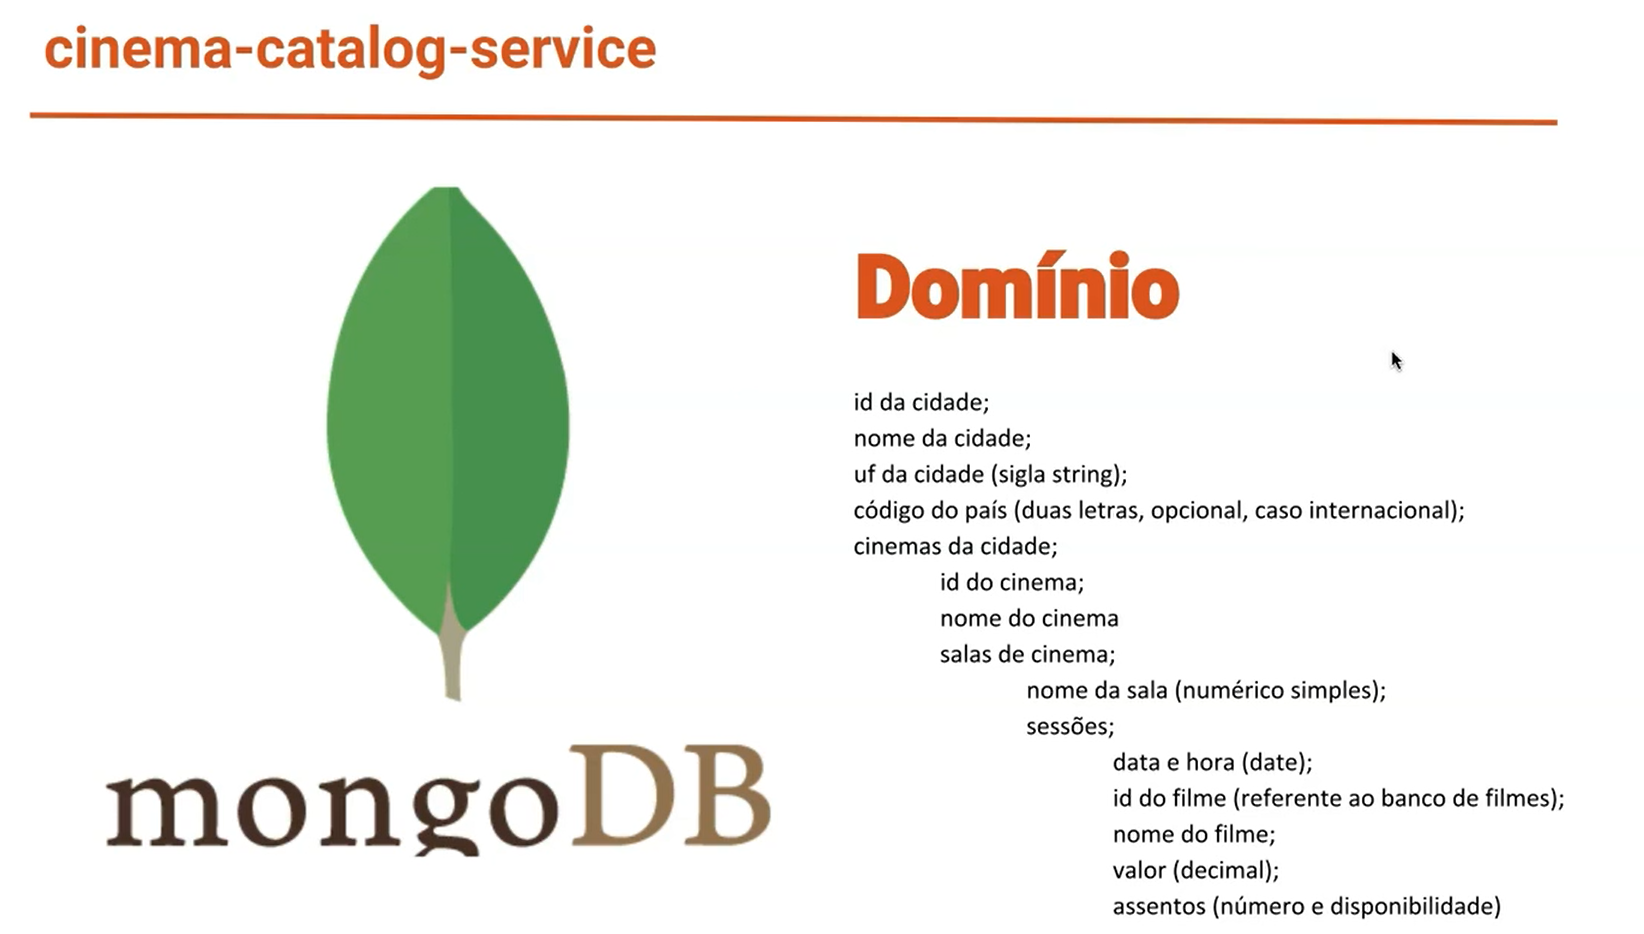 cinema-catalog-service
mongoDB
Domínio
id da cidade;
nome da cidade;
uf da cidade (sigla string);
código do país (duas letras, opcional, caso internacional);
cinemas da cidade;
id do cinema;
nome do cinema
salas de cinema;
nome da sala (numérico simples);
sessões;
data e hora (date);
id do filme (referente ao banco de filmes);
nome do filme;
valor (decimal);
assentos (número e disponibilidade)